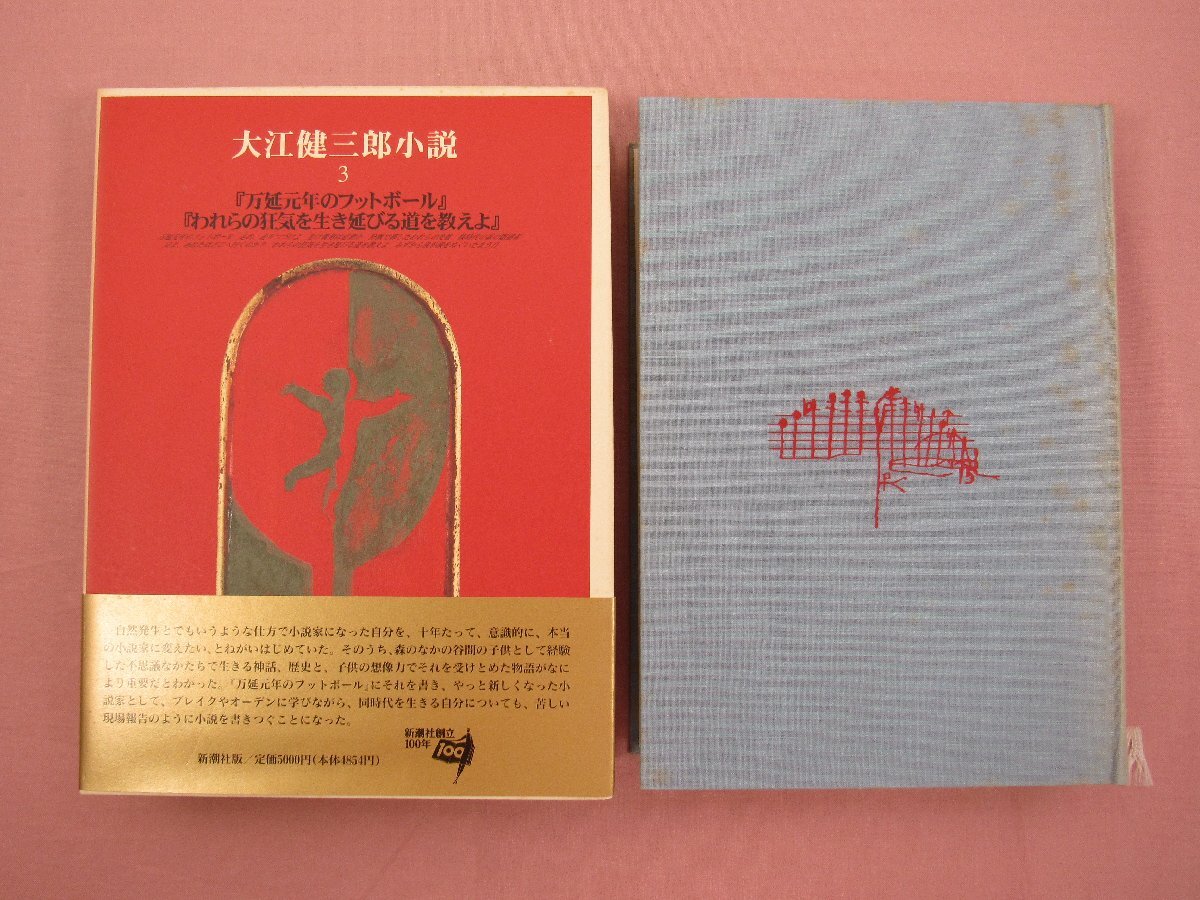 大江健三郎小説
3
『万延元年のフットボール』
『われらの狂気を生き延びる道を教えよ』
自然発生とでもいうような仕方で小説家になった自分を、十年たって、意識的に、本当
の小説家に変えたい、とねがいはじめていた。そのうち、森のなかの谷間の子供として経験
した不思議なかたちで生きる神話、歴史と、子供の想像力でそれを受けとめた物語がなに
より重要だとわかった。『万延元年のフットボール』にそれを書き、やっと新しくなった小
説家として、ブレイクやオーデンに学びながら、同時代を生きる自分についても、苦しい
現場報告のように小説を書きつぐことになった。
新潮社創立
100年
100
新潮社版／定価5000円(本体4854円)